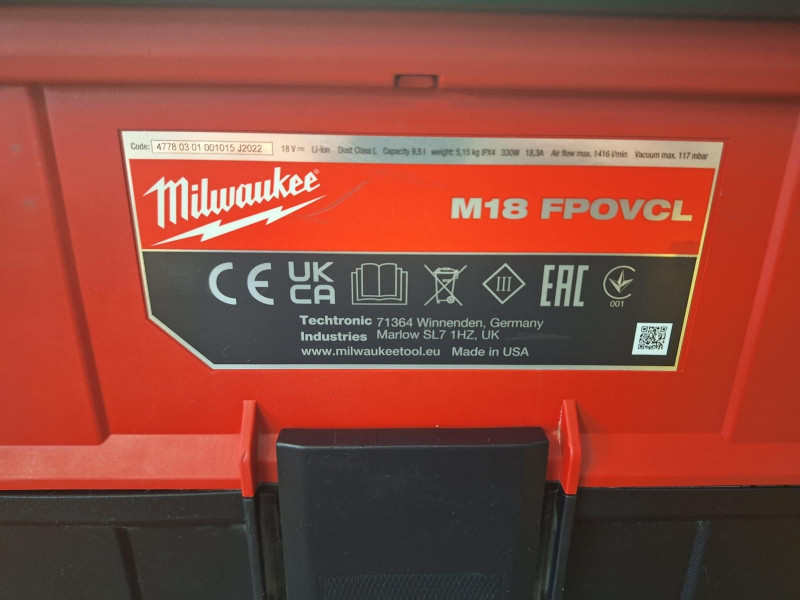 Code: 4778 03 01 001015 J2022 18 V⎓ Li-Ion Dust Class L Capacity 9,5 l weight: 5,15 kg IPX4 330W 18,3A Air flow max. 1416 l/min Vacuum max. 117 mbar
Milwaukee®
M18 FPOVCL
CE UK CA III EAC
001
Techtronic 71364 Winnenden, Germany
Industries Marlow SL7 1HZ, UK
www.milwaukeetool.eu Made in USA